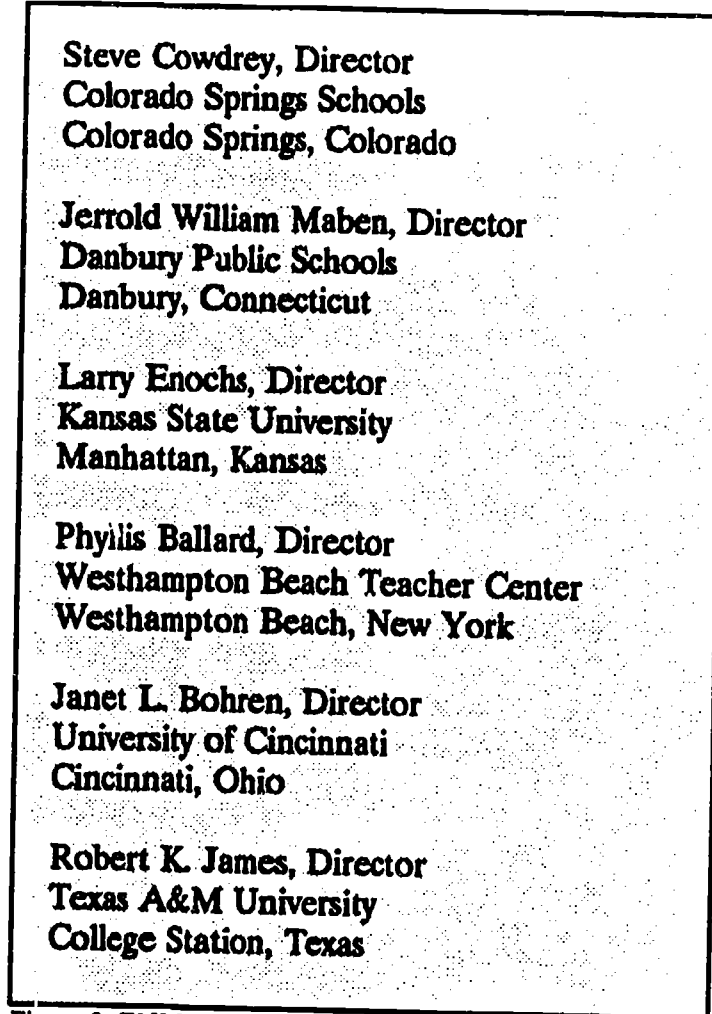 Steve Cowdrey, Director
Colorado Springs Schools
Colorado Springs, Colorado
Jerrold William Maben, Director
Danbury Public Schools
Danbury, Connecticut
Larry Enochs, Director
Kansas State University
Manhattan, Kansas
Phyllis Ballard, Director
Westhampton Beach Teacher Center
Westhampton Beach, New York
Janet L. Bohren, Director
University of Cincinnati
Cincinnati, Ohio
Robert K. James, Director
Texas A&M University
College Station, Texas